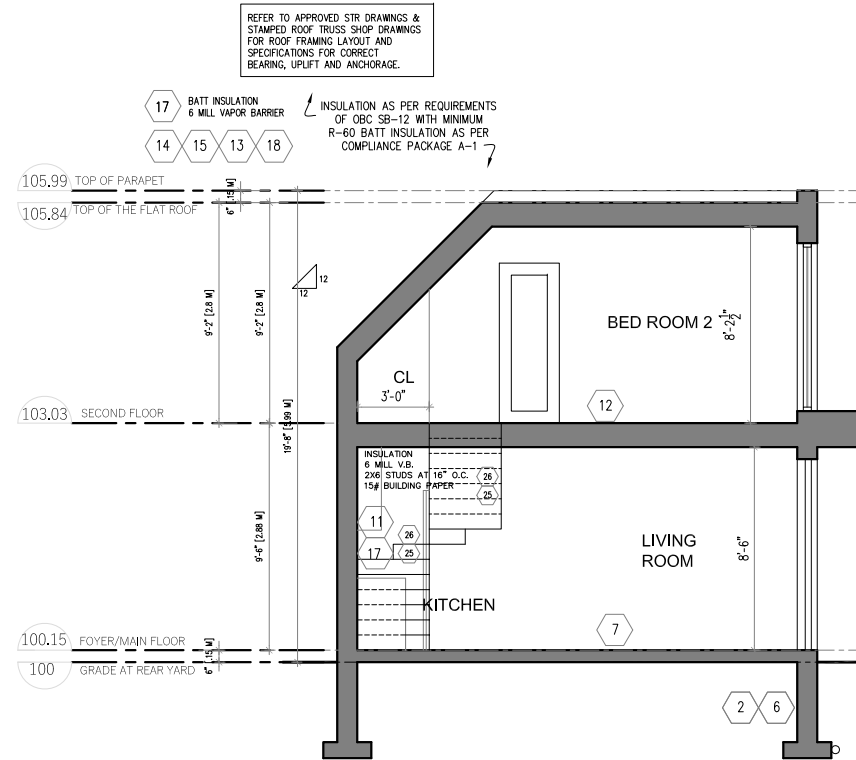 REFER TO APPROVED STR DRAWINGS &
STAMPED ROOF TRUSS SHOP DRAWINGS
FOR ROOF FRAMING LAYOUT AND
SPECIFICATIONS FOR CORRECT
BEARING, UPLIFT AND ANCHORAGE.
17
BATT INSULATION
6 MILL VAPOR BARRIER
14 15 13 18
INSULATION AS PER REQUIREMENTS
OF OBC SB-12 WITH MINIMUM
R-60 BATT INSULATION AS PER
COMPLIANCE PACKAGE A-1
105.99 TOP OF PARAPET
6" [.15 M]
105.84 TOP OF THE FLAT ROOF
12
12
9'-2" [2.8 M]
9'-2" [2.8 M]
BED ROOM 2
8'-2 1/2"
CL
3'-0"
12
103.03 SECOND FLOOR
19'-8" [5.99 M]
INSULATION
6 MILL V.B.
2X6 STUDS AT 16" O.C.
15# BUILDING PAPER
26
25
11
26
17
25
9'-6" [2.88 M]
LIVING
ROOM
8'-6"
KITCHEN
7
100.15 FOYER/MAIN FLOOR
6" [.15 M]
100 GRADE AT REAR YARD
2 6